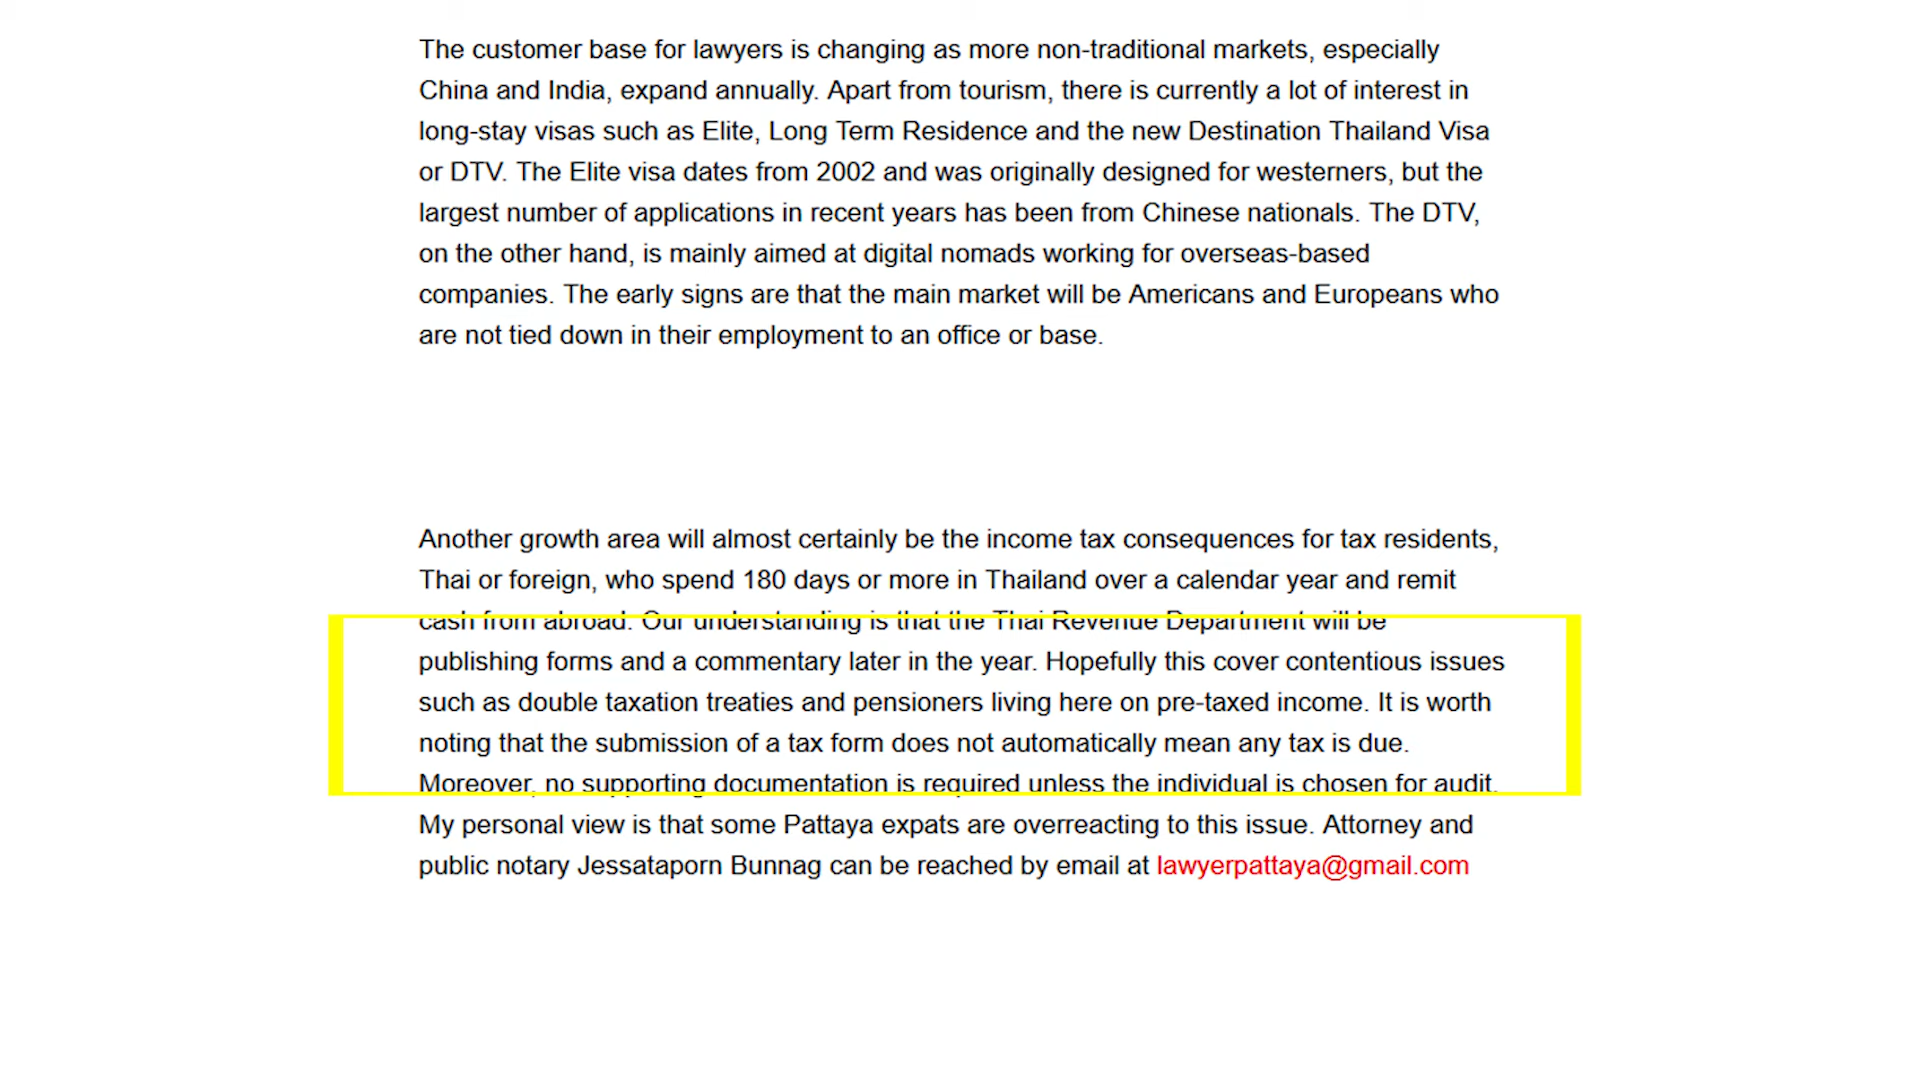 The customer base for lawyers is changing as more non-traditional markets, especially
China and India, expand annually. Apart from tourism, there is currently a lot of interest in
long-stay visas such as Elite, Long Term Residence and the new Destination Thailand Visa
or DTV. The Elite visa dates from 2002 and was originally designed for westerners, but the
largest number of applications in recent years has been from Chinese nationals. The DTV,
on the other hand, is mainly aimed at digital nomads working for overseas-based
companies. The early signs are that the main market will be Americans and Europeans who
are not tied down in their employment to an office or base.
Another growth area will almost certainly be the income tax consequences for tax residents,
Thai or foreign, who spend 180 days or more in Thailand over a calendar year and remit
cash from abroad. Our understanding is that the Thai Revenue Department will be
publishing forms and a commentary later in the year. Hopefully this cover contentious issues
such as double taxation treaties and pensioners living here on pre-taxed income. It is worth
noting that the submission of a tax form does not automatically mean any tax is due.
Moreover, no supporting documentation is required unless the individual is chosen for audit.
My personal view is that some Pattaya expats are overreacting to this issue. Attorney and
public notary Jessataporn Bunnag can be reached by email at lawyerpattaya@gmail.com